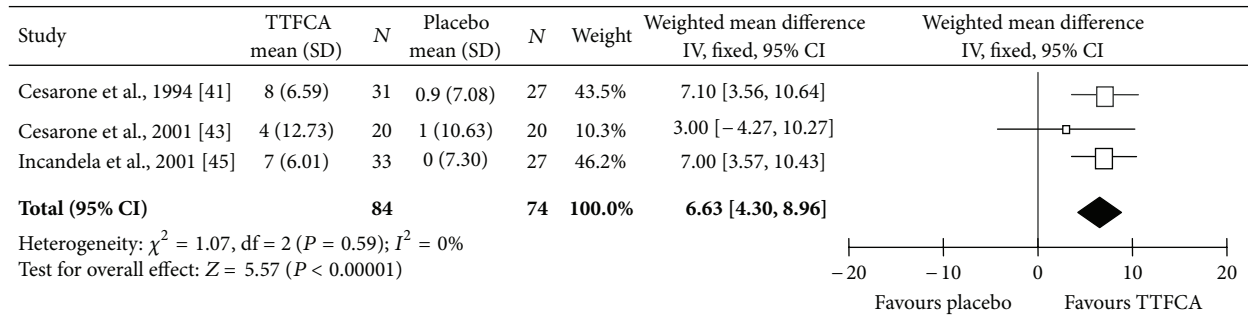 Study TTFCA mean (SD) N Placebo mean (SD) N Weight Weighted mean difference IV, fixed, 95% CI Weighted mean difference IV, fixed, 95% CI
Cesarone et al., 1994 [41] 8 (6.59) 31 0.9 (7.08) 27 43.5% 7.10 [3.56, 10.64]
Cesarone et al., 2001 [43] 4 (12.73) 20 1 (10.63) 20 10.3% 3.00 [−4.27, 10.27]
Incandela et al., 2001 [45] 7 (6.01) 33 0 (7.30) 27 46.2% 7.00 [3.57, 10.43]
Total (95% CI) 84 74 100.0% 6.63 [4.30, 8.96]
Heterogeneity: χ² = 1.07, df = 2 (P = 0.59); I² = 0%
Test for overall effect: Z = 5.57 (P < 0.00001)
−20 −10 0 10 20
Favours placebo Favours TTFCA